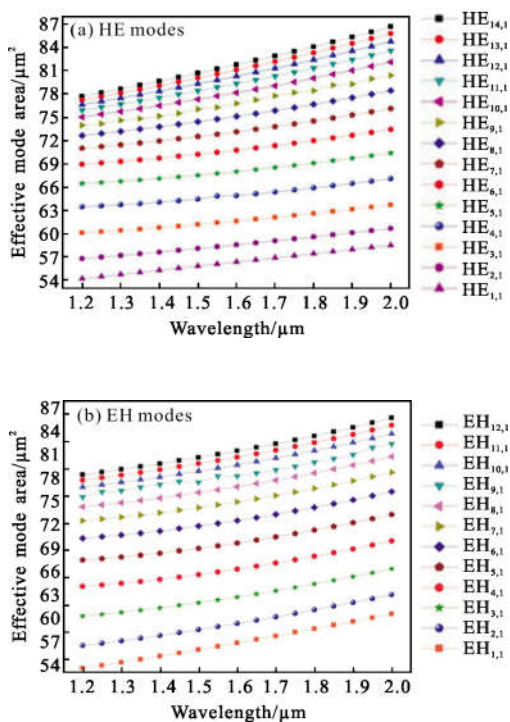 (a) HE modes
Effective mode area/μm²
87
84
81
78
75
72
69
66
63
60
57
54
1.2 1.3 1.4 1.5 1.6 1.7 1.8 1.9 2.0
Wavelength/μm
HE14,1
HE13,1
HE12,1
HE11,1
HE10,1
HE9,1
HE8,1
HE7,1
HE6,1
HE5,1
HE4,1
HE3,1
HE2,1
HE1,1
(b) EH modes
Effective mode area/μm²
87
84
81
78
75
72
69
66
63
60
57
54
1.2 1.3 1.4 1.5 1.6 1.7 1.8 1.9 2.0
Wavelength/μm
EH12,1
EH11,1
EH10,1
EH9,1
EH8,1
EH7,1
EH6,1
EH5,1
EH4,1
EH3,1
EH2,1
EH1,1